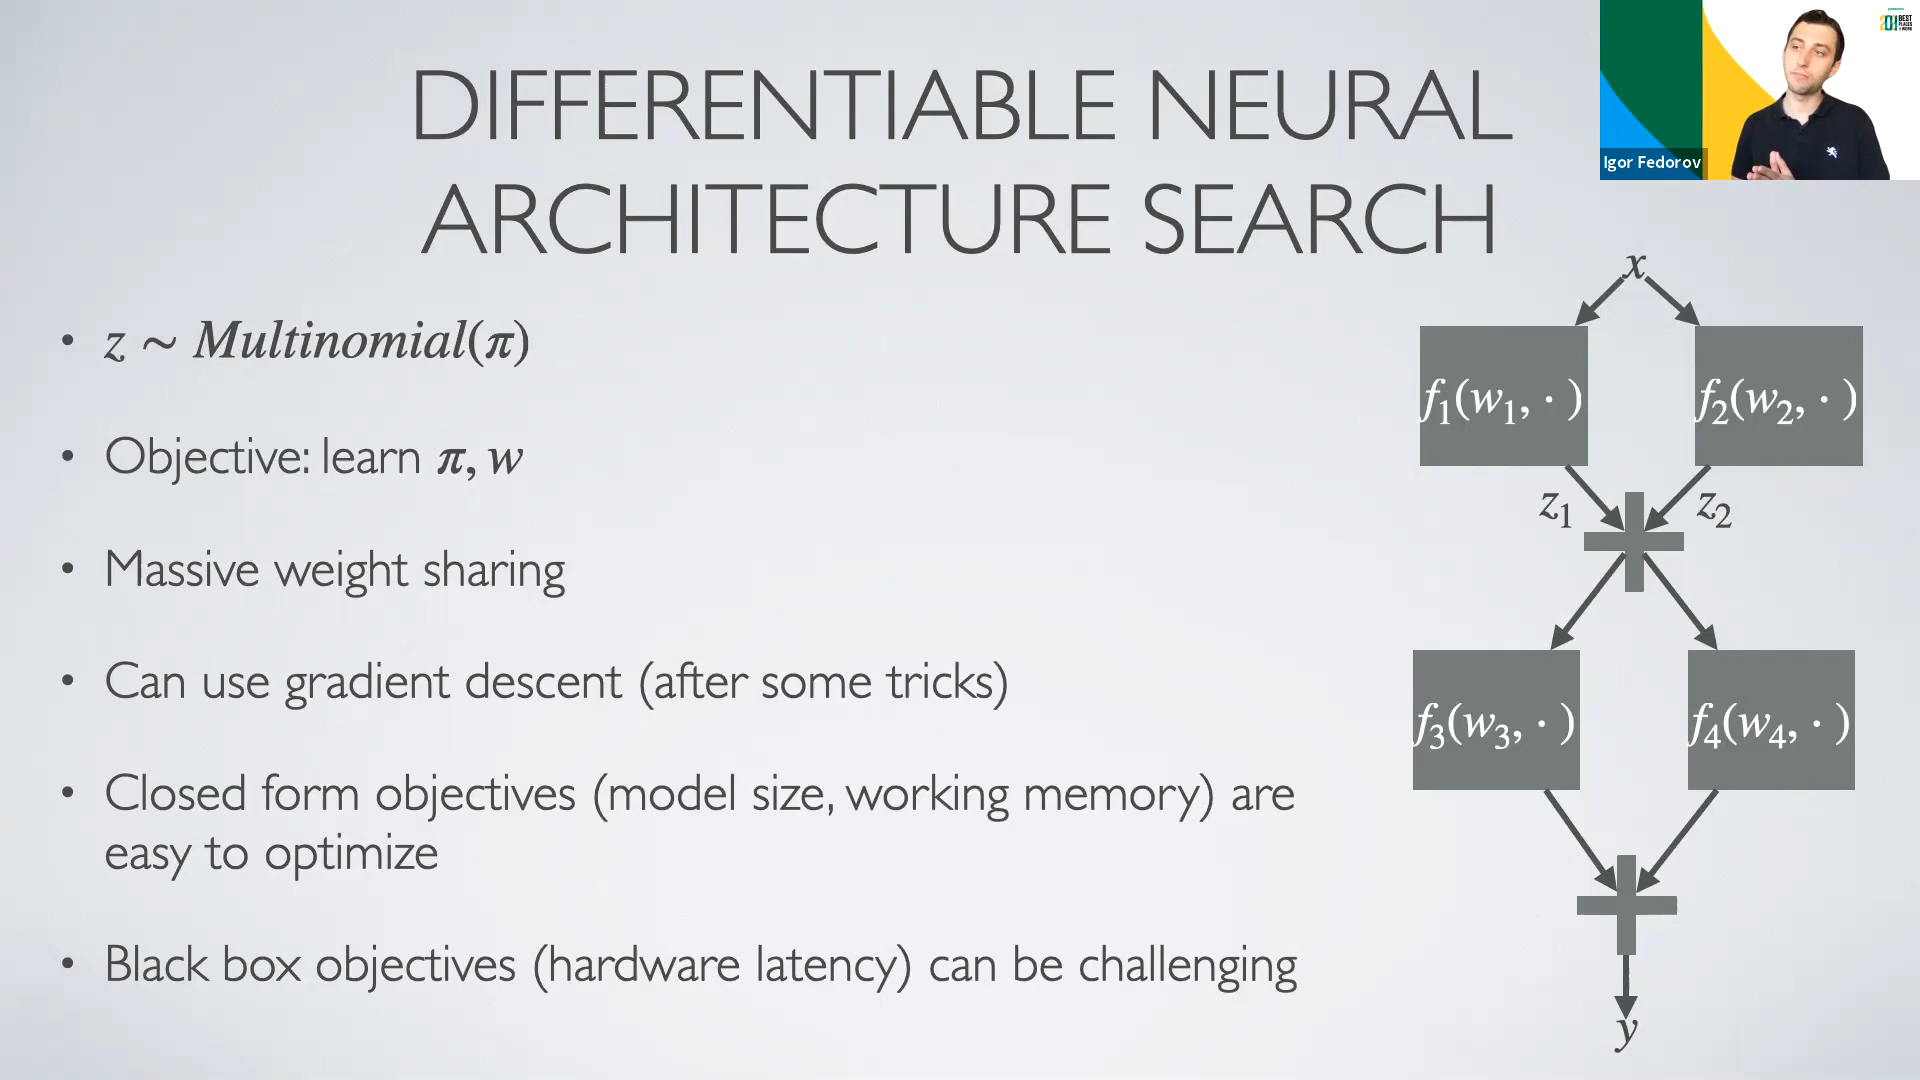 DIFFERENTIABLE NEURAL
ARCHITECTURE SEARCH
Igor Fedorov
BEST
PLACES
• z ~ Multinomial(π)
• Objective: learn π, w
• Massive weight sharing
• Can use gradient descent (after some tricks)
• Closed form objectives (model size, working memory) are
easy to optimize
• Black box objectives (hardware latency) can be challenging
x
f₁(w₁, · ) f₂(w₂, · )
z₁ z₂
f₃(w₃, · ) f₄(w₄, · )
y